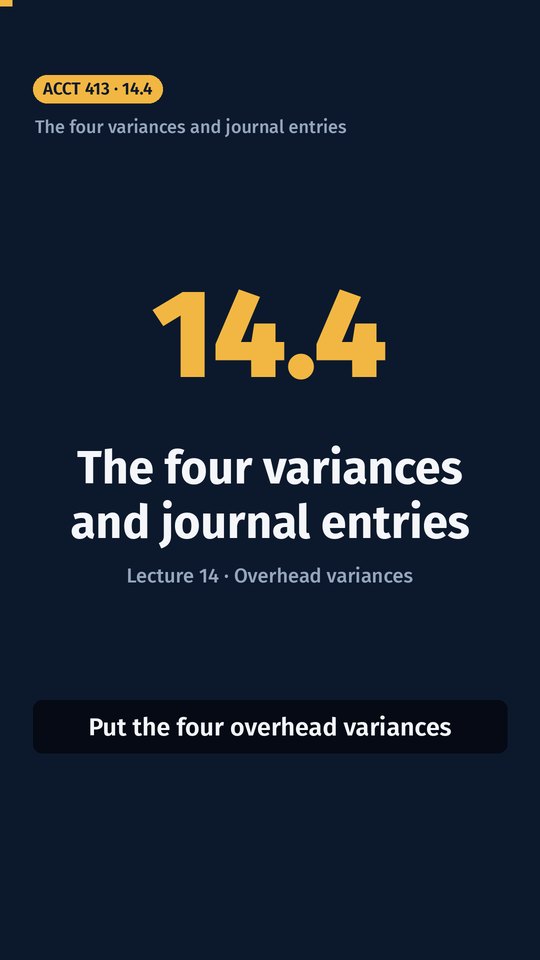 ACCT 413 · 14.4
The four variances and journal entries
14.4
The four variances
and journal entries
Lecture 14 · Overhead variances
Put the four overhead variances